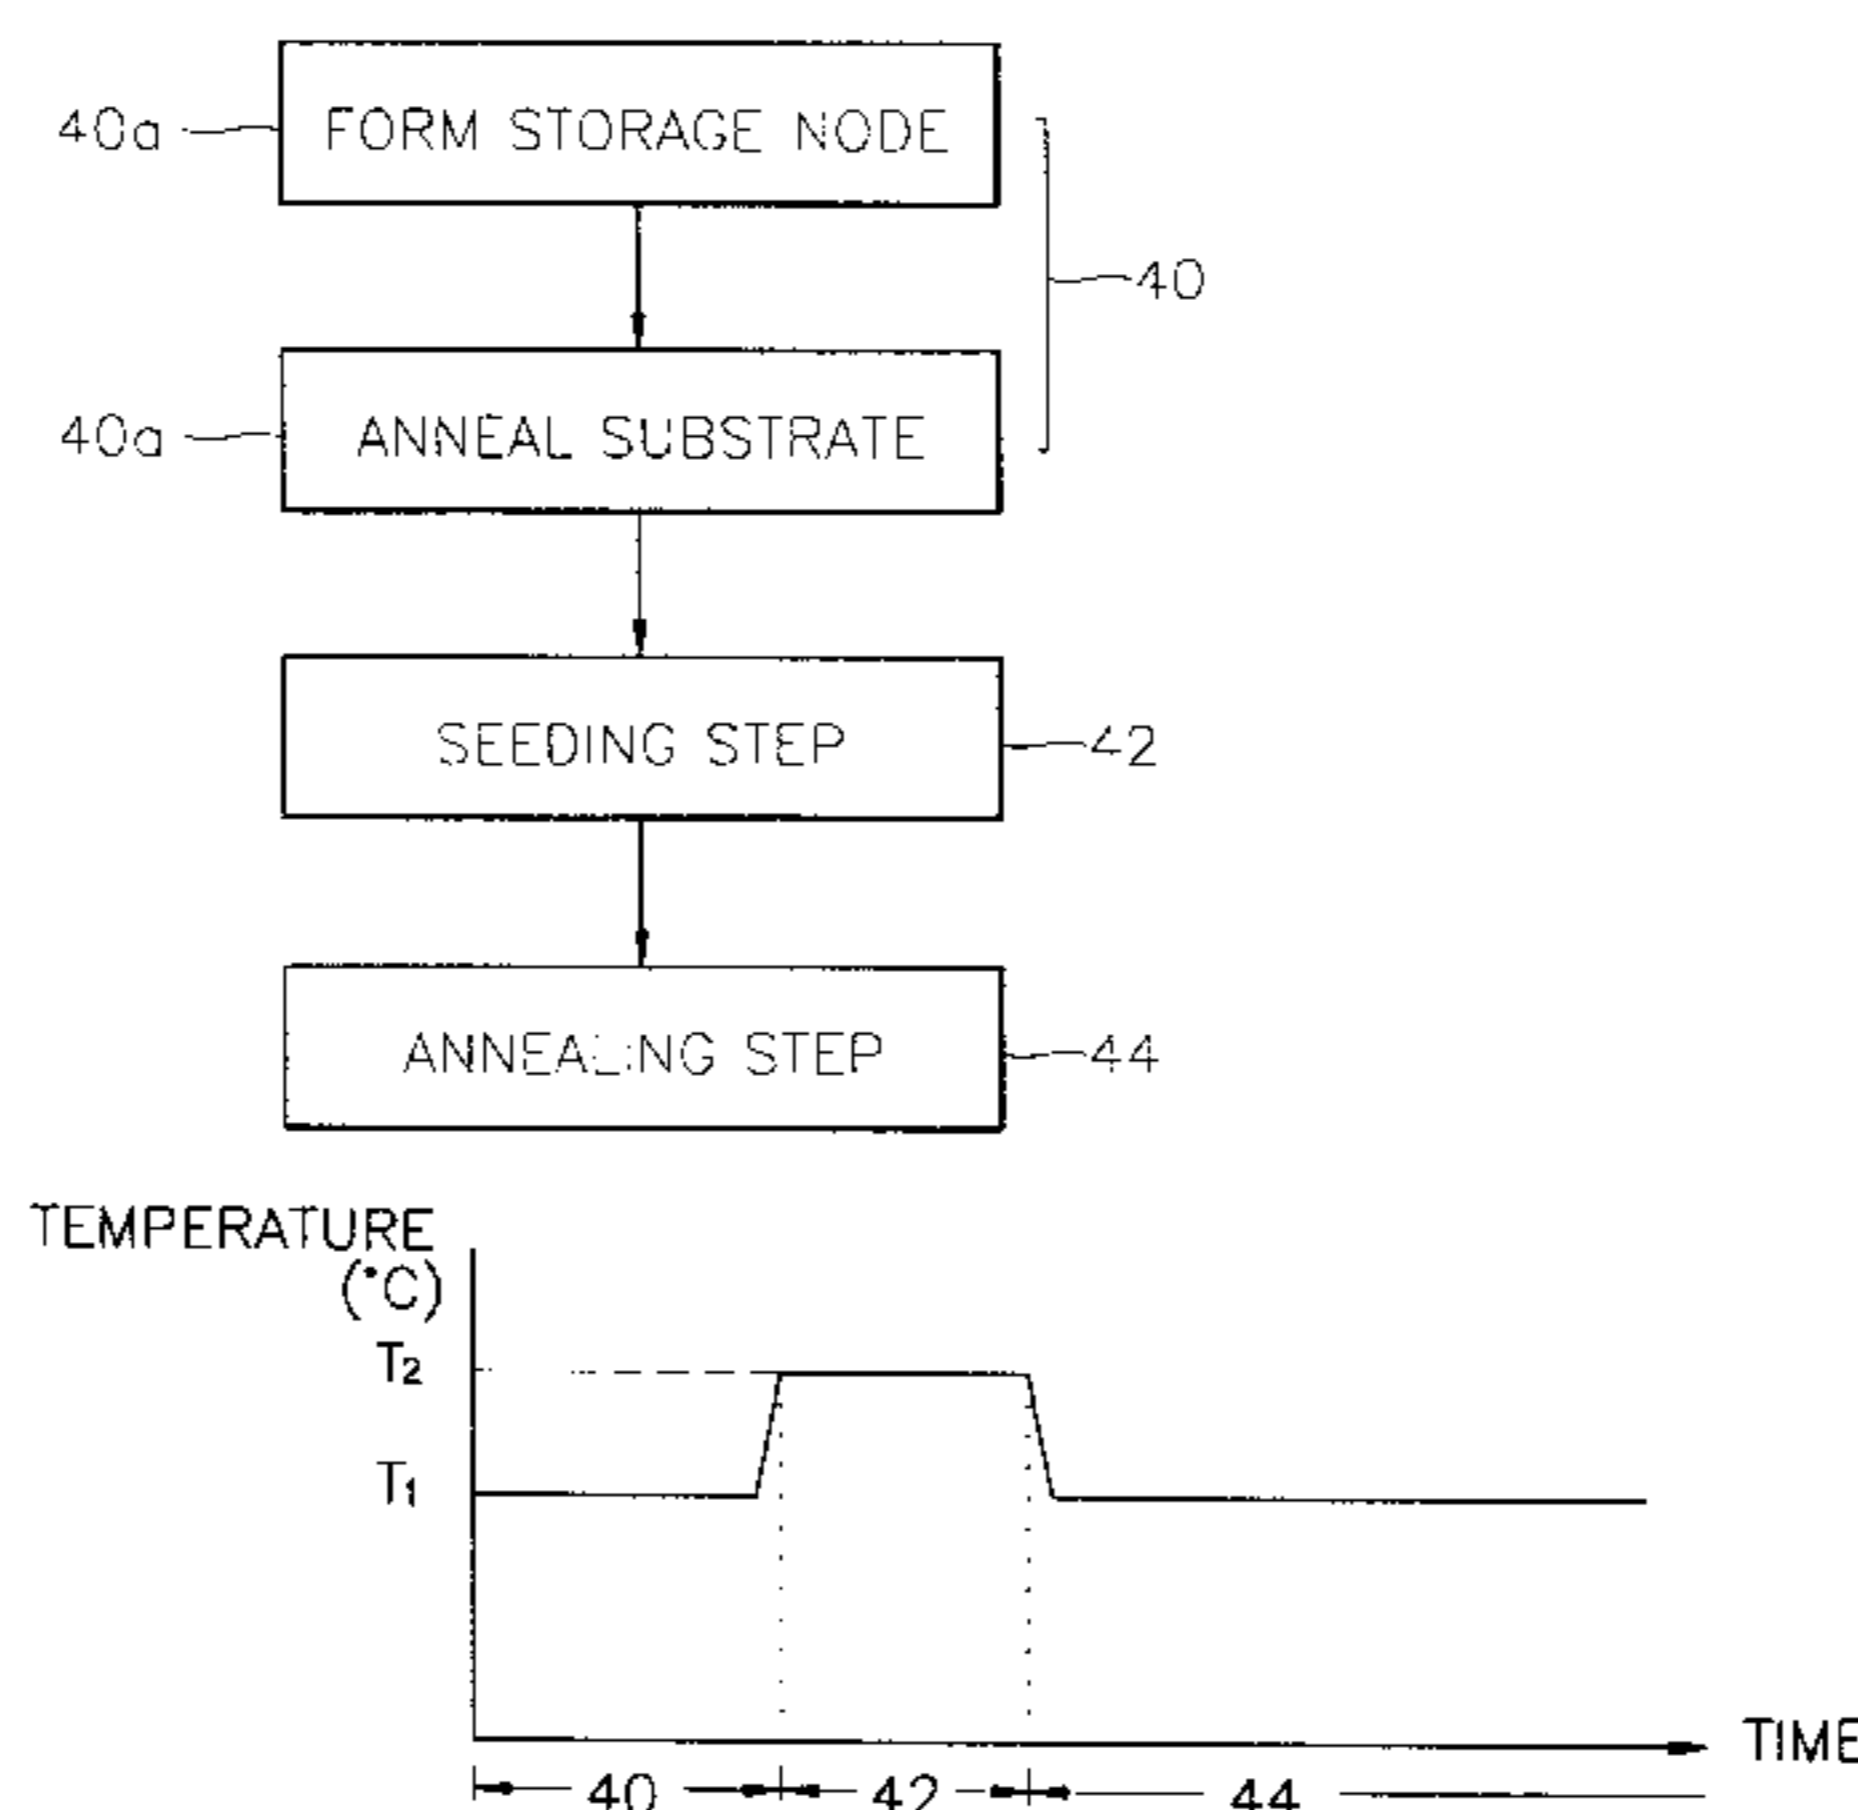 40a FORM STORAGE NODE
40
40a ANNEAL SUBSTRATE
SEEDING STEP 42
ANNEALING STEP 44
TEMPERATURE
(°C)
T2
T1
TIME
40 42 44